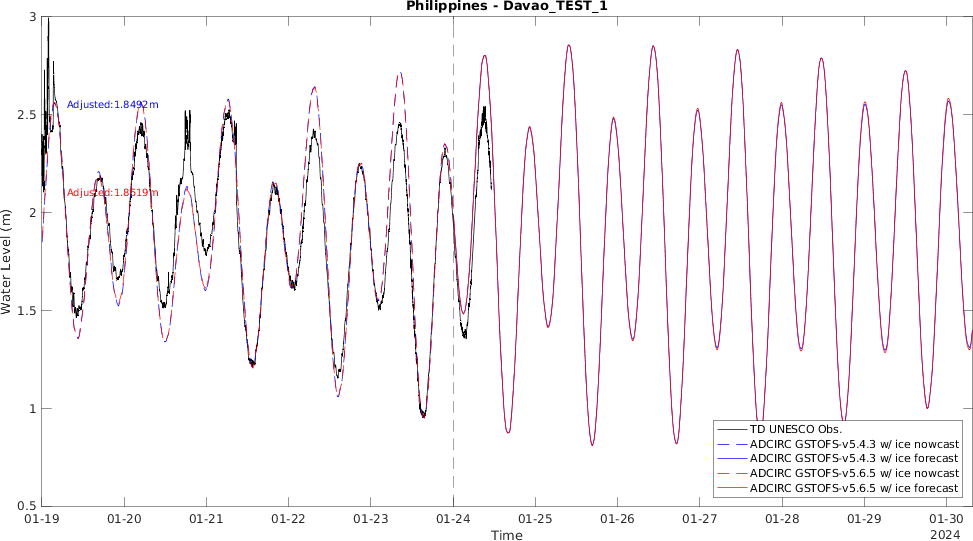 Philippines - Davao_TEST_1
3
2.5
2
1.5
1
0.5
Water Level (m)
Adjusted:1.8492m
Adjusted:1.8519m
TD UNESCO Obs.
ADCIRC GSTOFS-v5.4.3 w/ ice nowcast
ADCIRC GSTOFS-v5.4.3 w/ ice forecast
ADCIRC GSTOFS-v5.6.5 w/ ice nowcast
ADCIRC GSTOFS-v5.6.5 w/ ice forecast
01-19 01-20 01-21 01-22 01-23 01-24 01-25 01-26 01-27 01-28 01-29 01-30
Time
2024